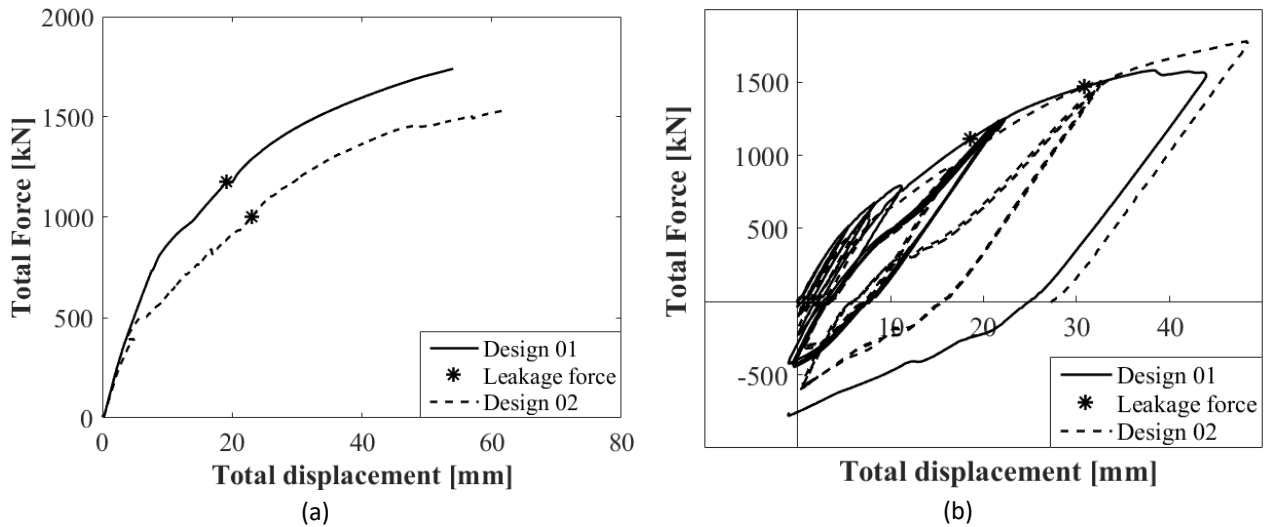 Total Force [kN]
2000
1500
1000
500
0
0 20 40 60 80
Total displacement [mm]
Design 01
Leakage force
Design 02
(a)
Total Force [kN]
1500
1000
500
-500
10 20 30 40
Total displacement [mm]
Design 01
Leakage force
Design 02
(b)